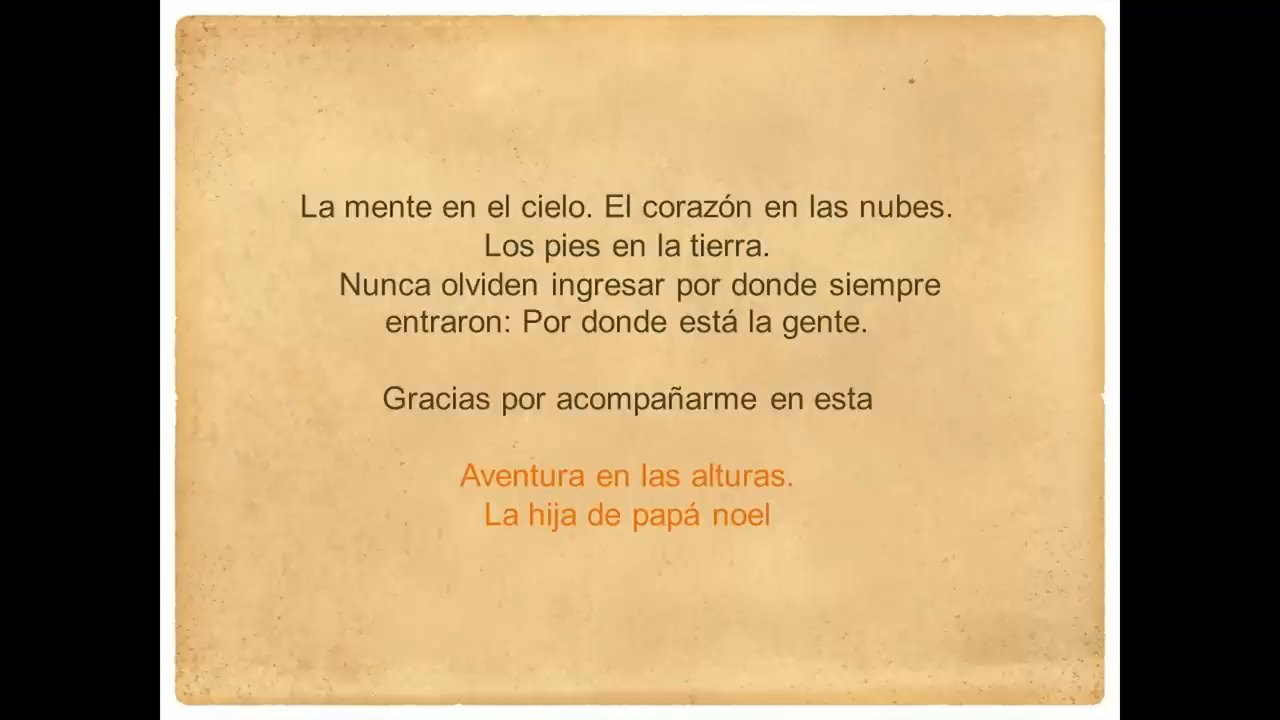 La mente en el cielo. El corazón en las nubes.
Los pies en la tierra.
Nunca olviden ingresar por donde siempre
entraron: Por donde está la gente.
Gracias por acompañarme en esta
Aventura en las alturas.
La hija de papá noel